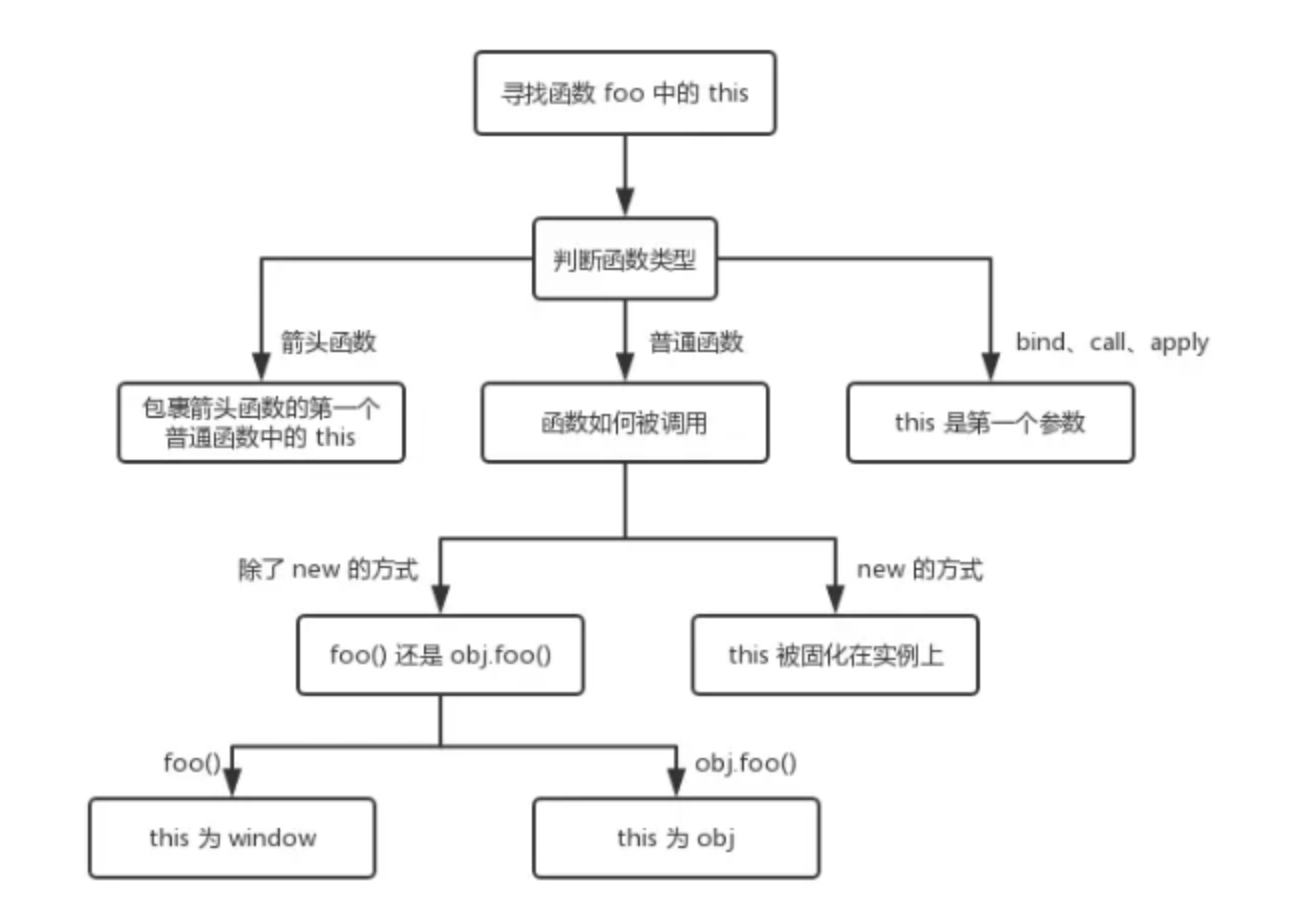 寻找函数 foo 中的 this
判断函数类型
箭头函数
普通函数
bind、call、apply
包裹箭头函数的第一个
普通函数中的 this
函数如何被调用
this 是第一个参数
除了 new 的方式
new 的方式
foo() 还是 obj.foo()
this 被固化在实例上
foo()
obj.foo()
this 为 window
this 为 obj